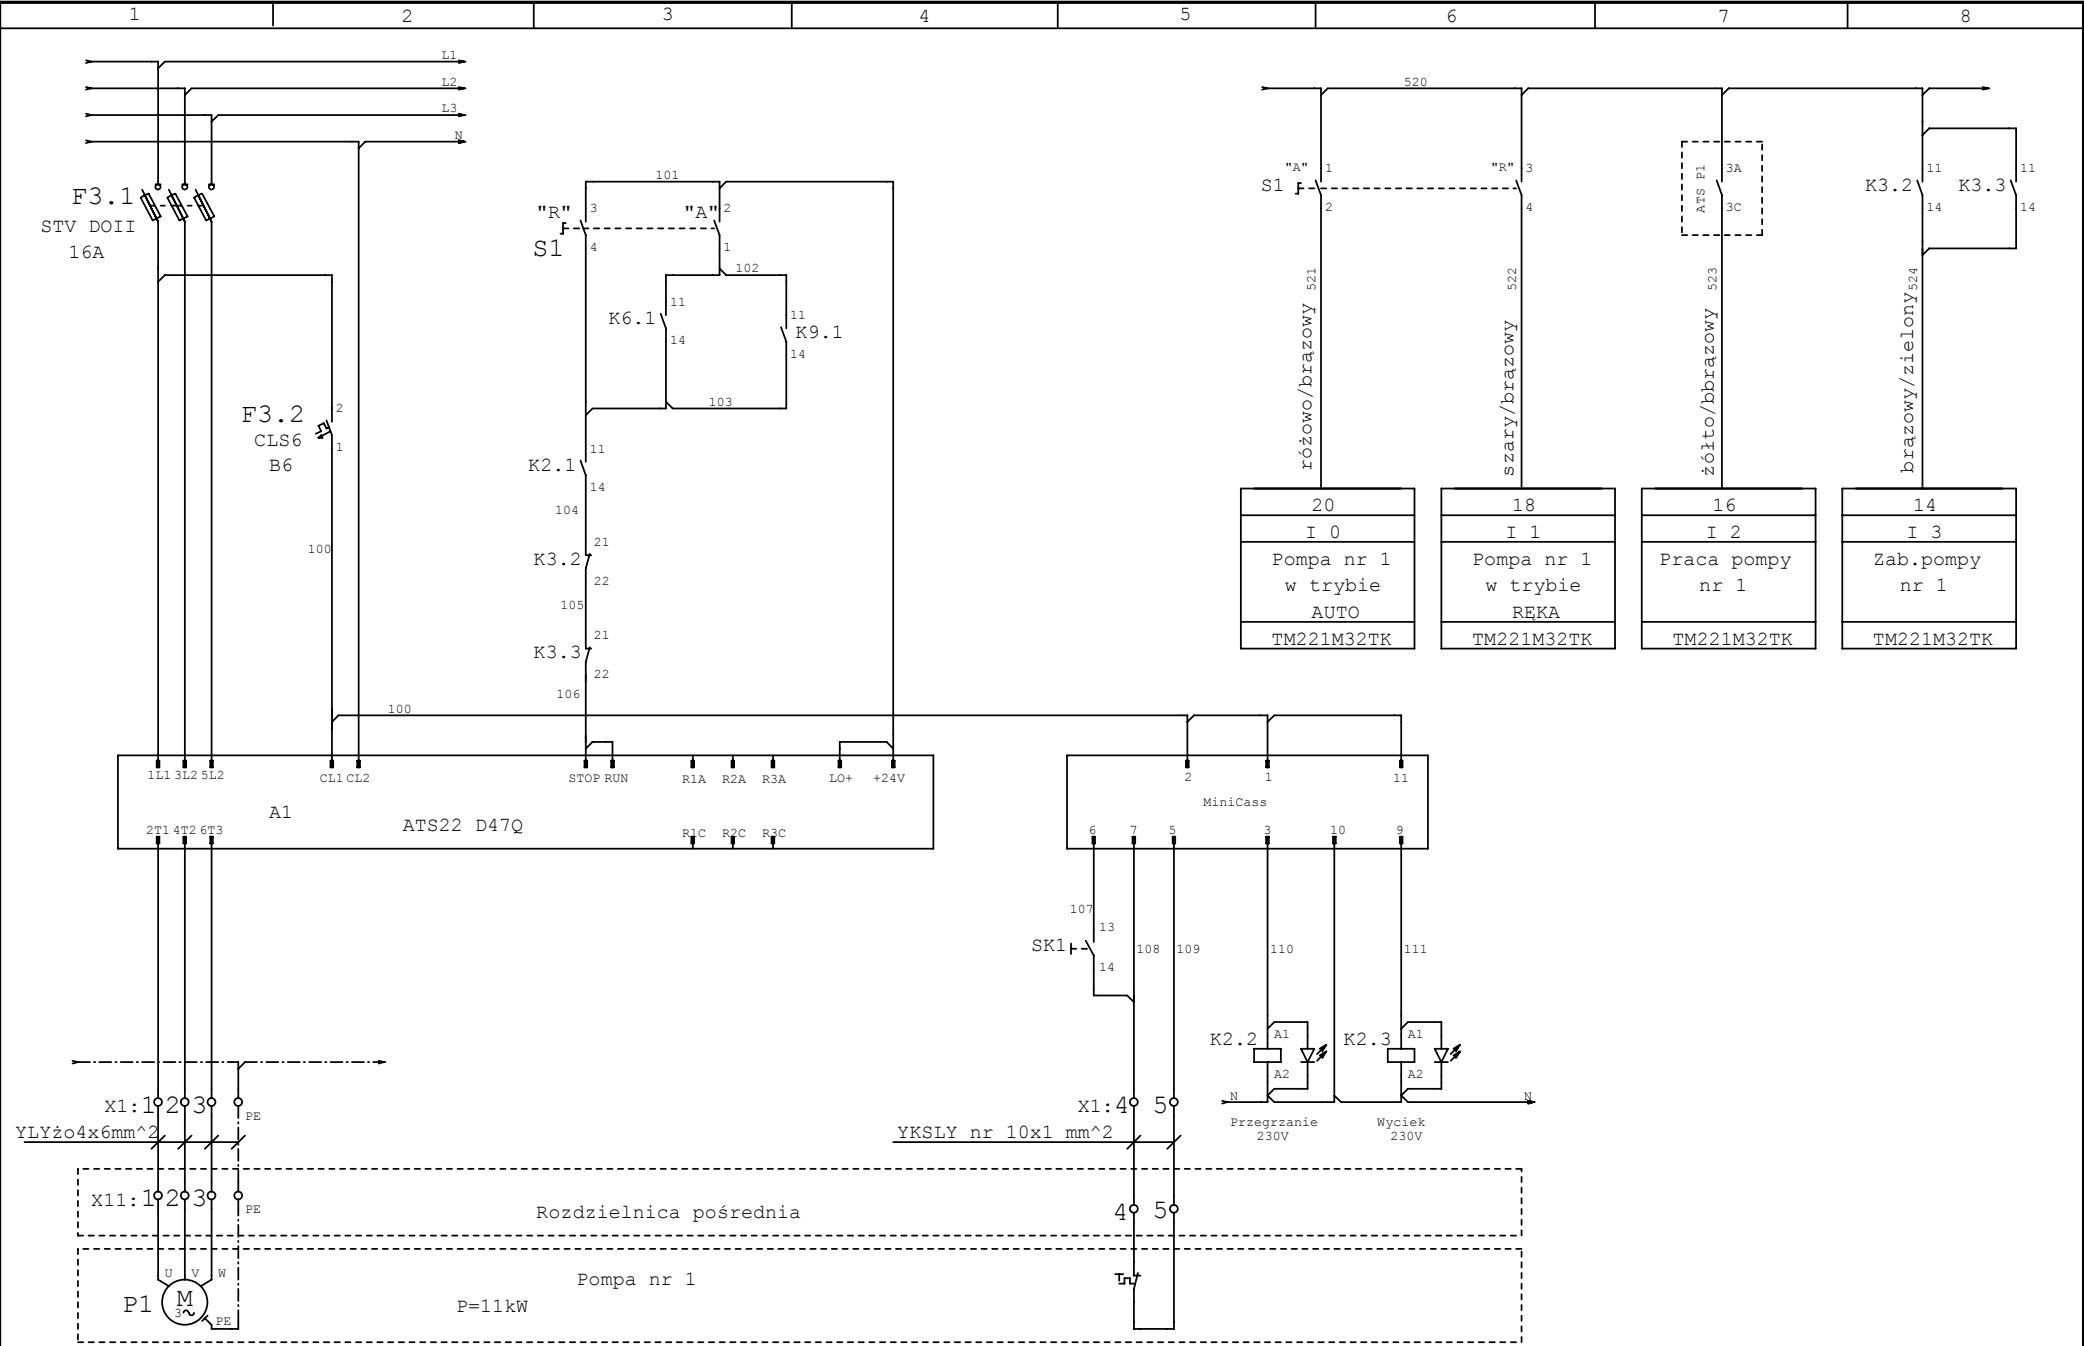 1 2 3 4 5 6 7 8
L1
L2
L3
N
F3.1
STV DOII
16A
F3.2
CLS6
B6
2
1
100
100
101
"R"
3
4
S1
"A"
2
1
102
K6.1
11
14
K9.1
11
14
103
K2.1
11
14
104
K3.2
21
22
105
K3.3
21
22
106
520
S1
"A"
1
2
"R"
3
4
ATS P1
3A
3C
K3.2
11
14
K3.3
11
14
521
różowo/brązowy
522
szary/brązowy
523
żółto/bbrązowy
524
brązowy/zielony
20
I 0
Pompa nr 1
w trybie
AUTO
TM221M32TK
18
I 1
Pompa nr 1
w trybie
RĘKA
TM221M32TK
16
I 2
Praca pompy
nr 1
TM221M32TK
14
I 3
Zab.pompy
nr 1
TM221M32TK
1L1 3L2 5L2
CL1 CL2
STOP RUN
R1A R2A R3A
LO+ +24V
A1
ATS22 D47Q
2T1 4T2 6T3
R1C R2C R3C
2 1 11
MiniCass
6 7 5 3 10 9
107
SK1
13
14
108
109
110
111
K2.2
A1
A2
K2.3
A1
A2
N
N
Przegrzanie
230V
Wyciek
230V
X1:1 2 3
PE
YLYżo4x6mm^2
X1:4 5
YKSLY nr 10x1 mm^2
X11:1 2 3
PE
Rozdzielnica pośrednia
4 5
U V W
P1
M
3
PE
Pompa nr 1
P=11kW